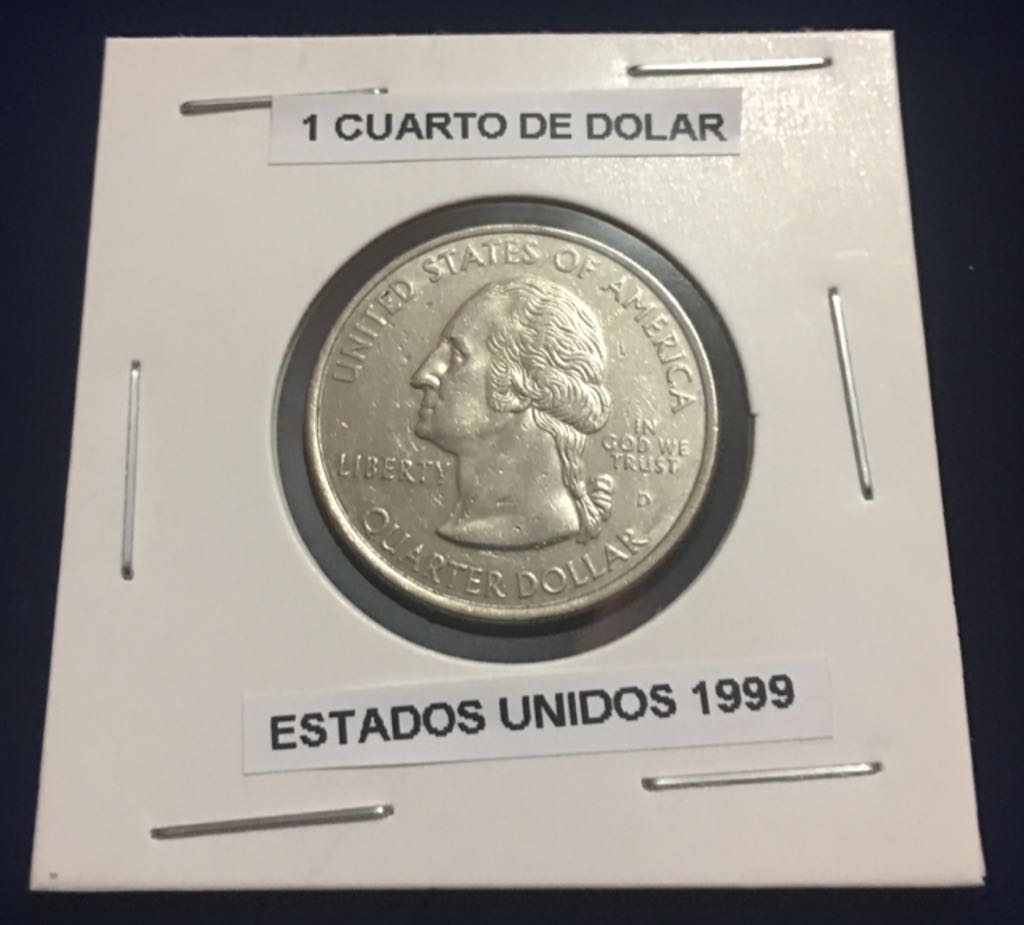 1 CUARTO DE DOLAR
UNITED STATES OF AMERICA
LIBERTY
IN
GOD WE
TRUST
D
QUARTER DOLLAR
ESTADOS UNIDOS 1999